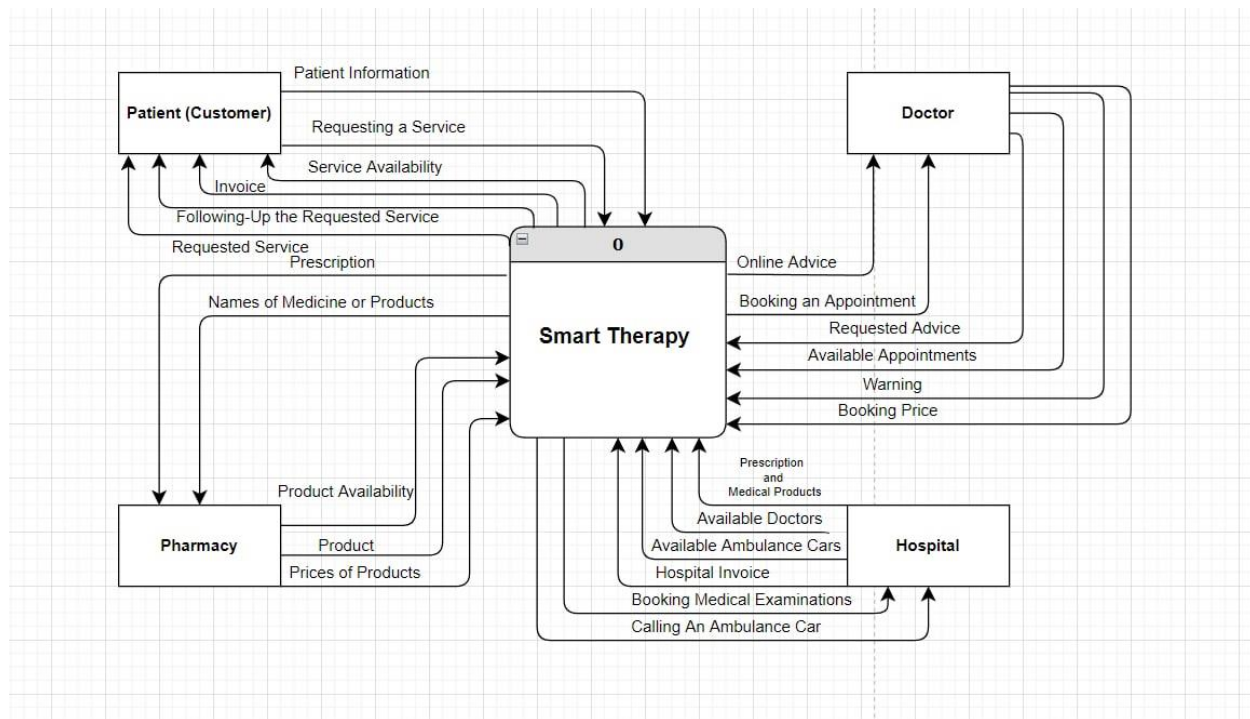 Patient Information
Patient (Customer)
Doctor
Requesting a Service
Service Availability
Invoice
Following-Up the Requested Service
Requested Service
0
Prescription
Online Advice
Names of Medicine or Products
Booking an Appointment
Smart Therapy
Requested Advice
Available Appointments
Warning
Booking Price
Prescription
and
Medical Products
Product Availability
Available Doctors
Pharmacy
Product
Available Ambulance Cars
Hospital
Prices of Products
Hospital Invoice
Booking Medical Examinations
Calling An Ambulance Car